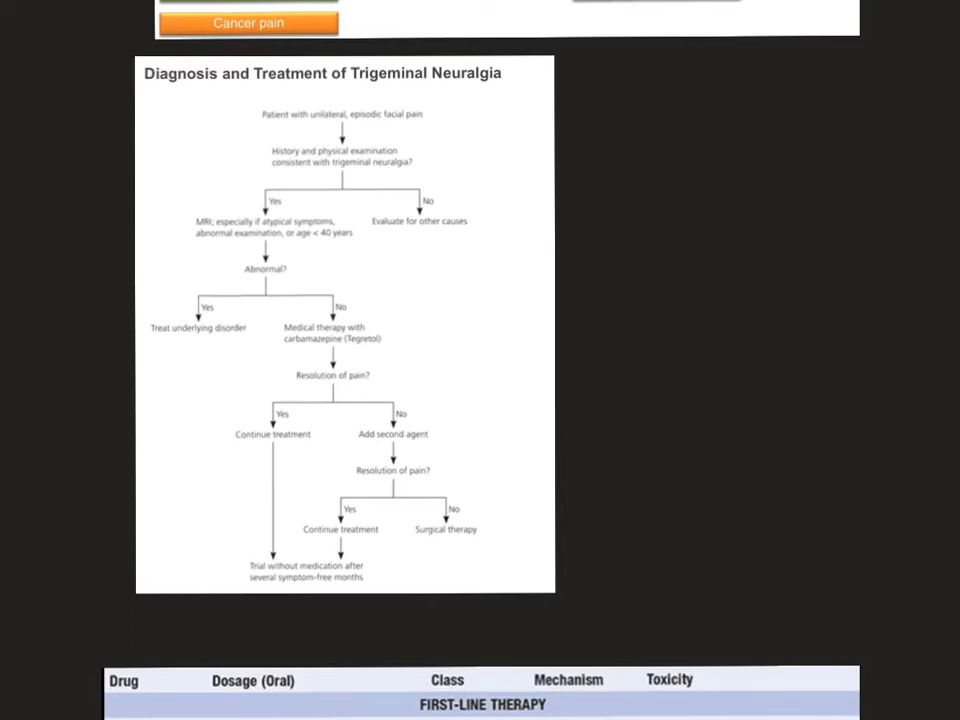 Cancer pain
Diagnosis and Treatment of Trigeminal Neuralgia
Patient with unilateral, episodic facial pain
History and physical examination
consistent with trigeminal neuralgia?
Yes
No
MRI; especially if atypical symptoms,
abnormal examination, or age < 40 years
Evaluate for other causes
Abnormal?
Yes
No
Treat underlying disorder
Medical therapy with
carbamazepine (Tegretol)
Resolution of pain?
Yes
No
Continue treatment
Add second agent
Resolution of pain?
Yes
No
Continue treatment
Surgical therapy
Trial without medication after
several symptom-free months
Drug Dosage (Oral) Class Mechanism Toxicity
FIRST-LINE THERAPY